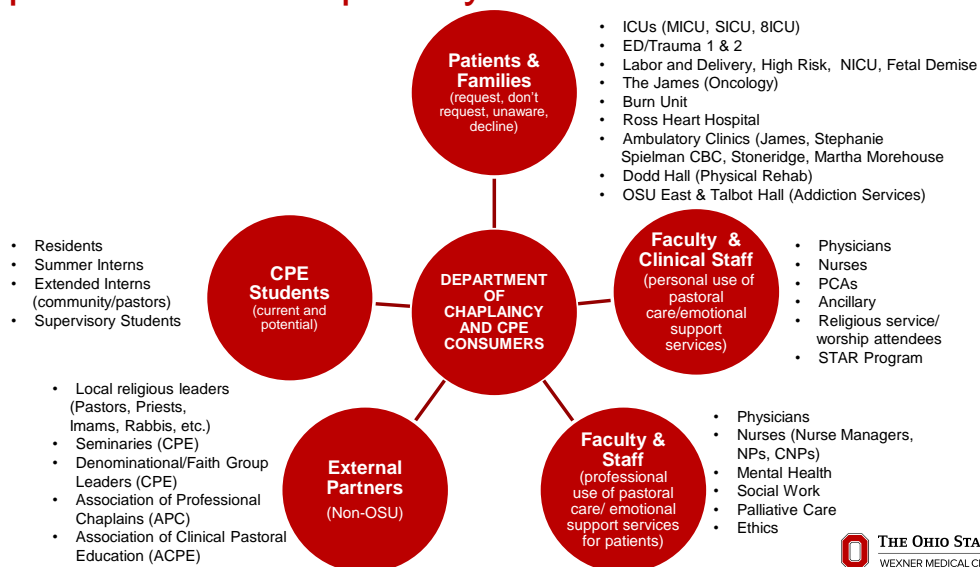 Patients &
Families
(request, don't
request, unaware,
decline)
• ICUs (MICU, SICU, 8ICU)
• ED/Trauma 1 & 2
• Labor and Delivery, High Risk, NICU, Fetal Demise
• The James (Oncology)
• Burn Unit
• Ross Heart Hospital
• Ambulatory Clinics (James, Stephanie
Spielman CBC, Stoneridge, Martha Morehouse
• Dodd Hall (Physical Rehab)
• OSU East & Talbot Hall (Addiction Services)
• Residents
• Summer Interns
• Extended Interns
(community/pastors)
• Supervisory Students
CPE
Students
(current and
potential)
DEPARTMENT
OF
CHAPLAINCY
AND CPE
CONSUMERS
Faculty &
Clinical Staff
(personal use of
pastoral
care/emotional
support
services)
• Physicians
• Nurses
• PCAs
• Ancillary
• Religious service/
worship attendees
• STAR Program
• Local religious leaders
(Pastors, Priests,
Imams, Rabbis, etc.)
• Seminaries (CPE)
• Denominational/Faith Group
Leaders (CPE)
• Association of Professional
Chaplains (APC)
• Association of Clinical Pastoral
Education (ACPE)
External
Partners
(Non-OSU)
Faculty &
Staff
(professional
use of pastoral
care/ emotional
support services
for patients)
• Physicians
• Nurses (Nurse Managers,
NPs, CNPs)
• Mental Health
• Social Work
• Palliative Care
• Ethics
THE OHIO STA
WEXNER MEDICAL